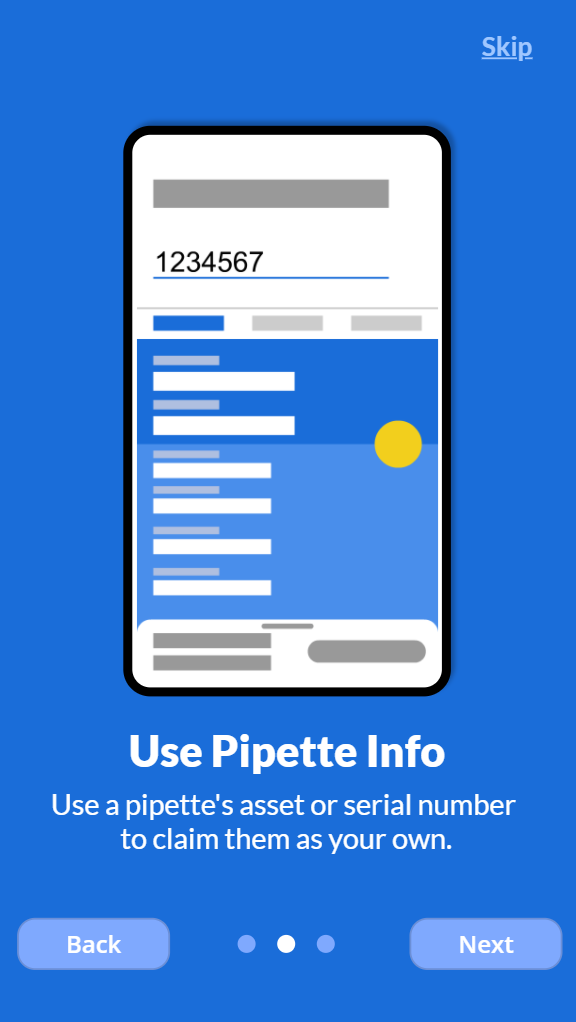 Skip
1234567
Use Pipette Info
Use a pipette's asset or serial number
to claim them as your own.
Back
Next